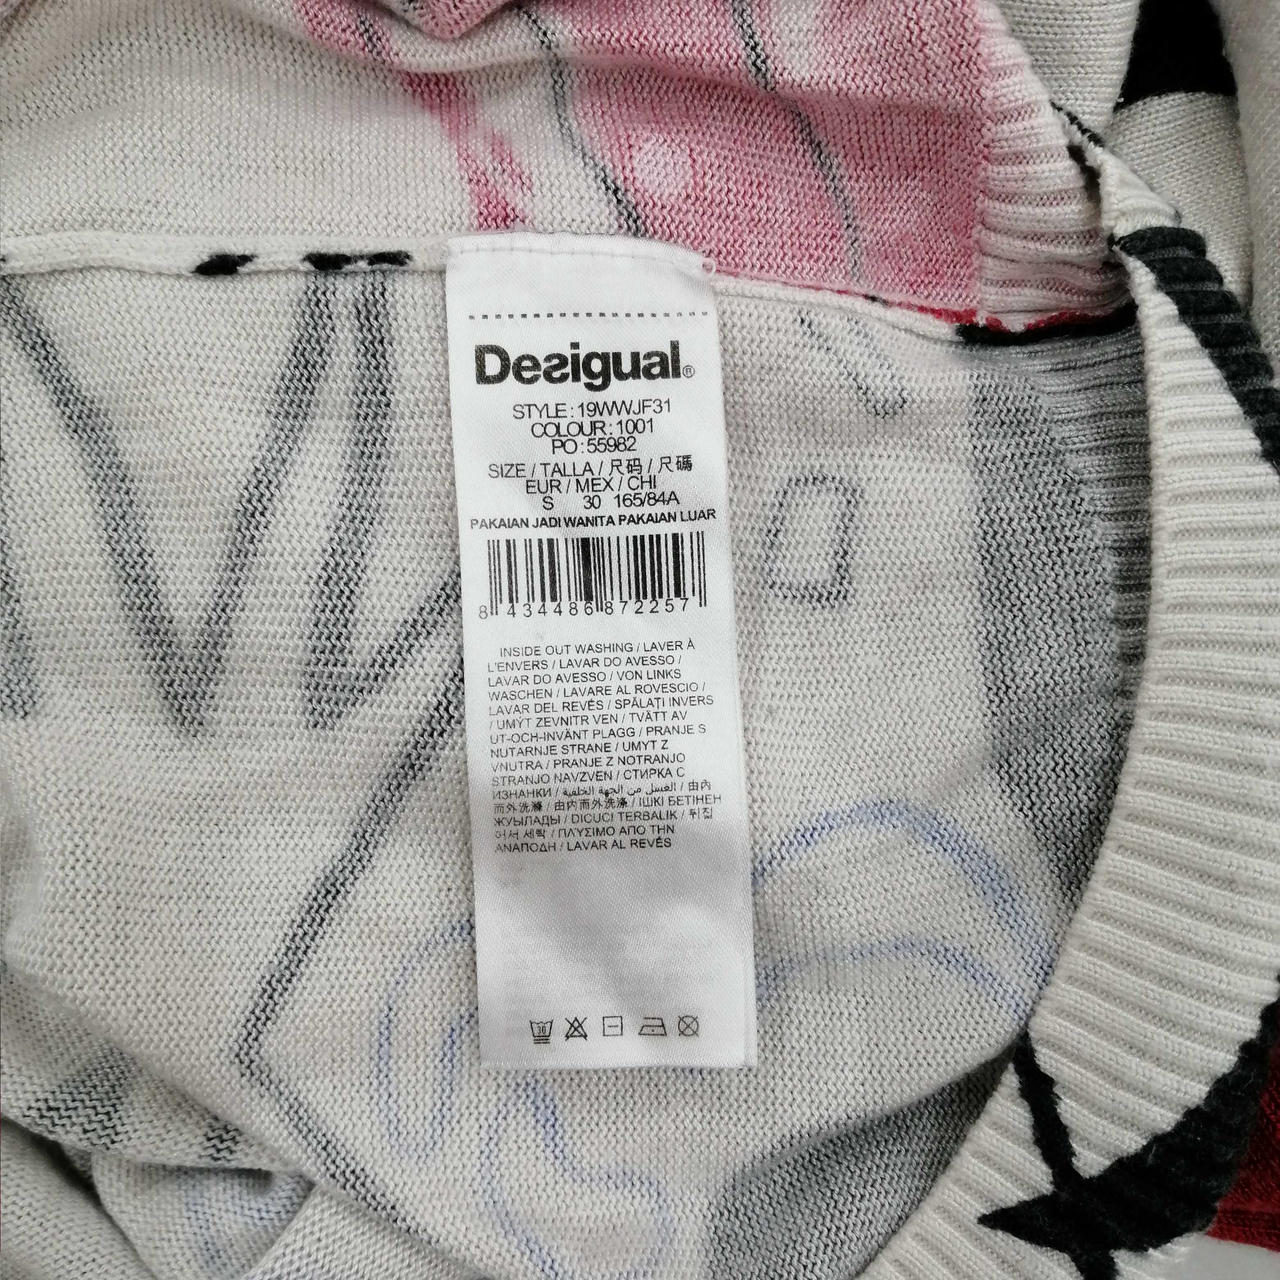 Desigual®
STYLE : 19WWJF31
COLOUR : 1001
PO : 55982
SIZE / TALLA / 尺码 / 尺碼
EUR / MEX / CHI
S 30 165/84A
PAKAIAN JADI WANITA PAKAIAN LUAR
8 434486 872257
INSIDE OUT WASHING / LAVER À
L'ENVERS / LAVAR DO AVESSO /
LAVAR DO AVESSO / VON LINKS
WASCHEN / LAVARE AL ROVESCIO /
LAVAR DEL REVÉS / SPĂLAŢI INVERS
/ UMÝT ZEVNITR VEN / TVÄTT AV
UT-OCH-INVÄNT PLAGG / PRANJE S
NUTARNJE STRANE / UMYT Z
VNUTRA / PRANJE Z NOTRANJO
STRANJO NAVZVEN / СТИРКА С
ИЗНАНКИ / الغسل من الجهة الخلفية / 由內
而外洗滌 / 由内而外洗涤 / ІШКІ БЕТІНЕН
ЖУЫЛАДЫ / DICUCI TERBALIK / 뒤집
어서 세탁 / ΠΛΎΣΙΜΟ ΑΠΟ ΤΗΝ
ΑΝΑΠΟΔΗ / LAVAR AL REVÉS
30